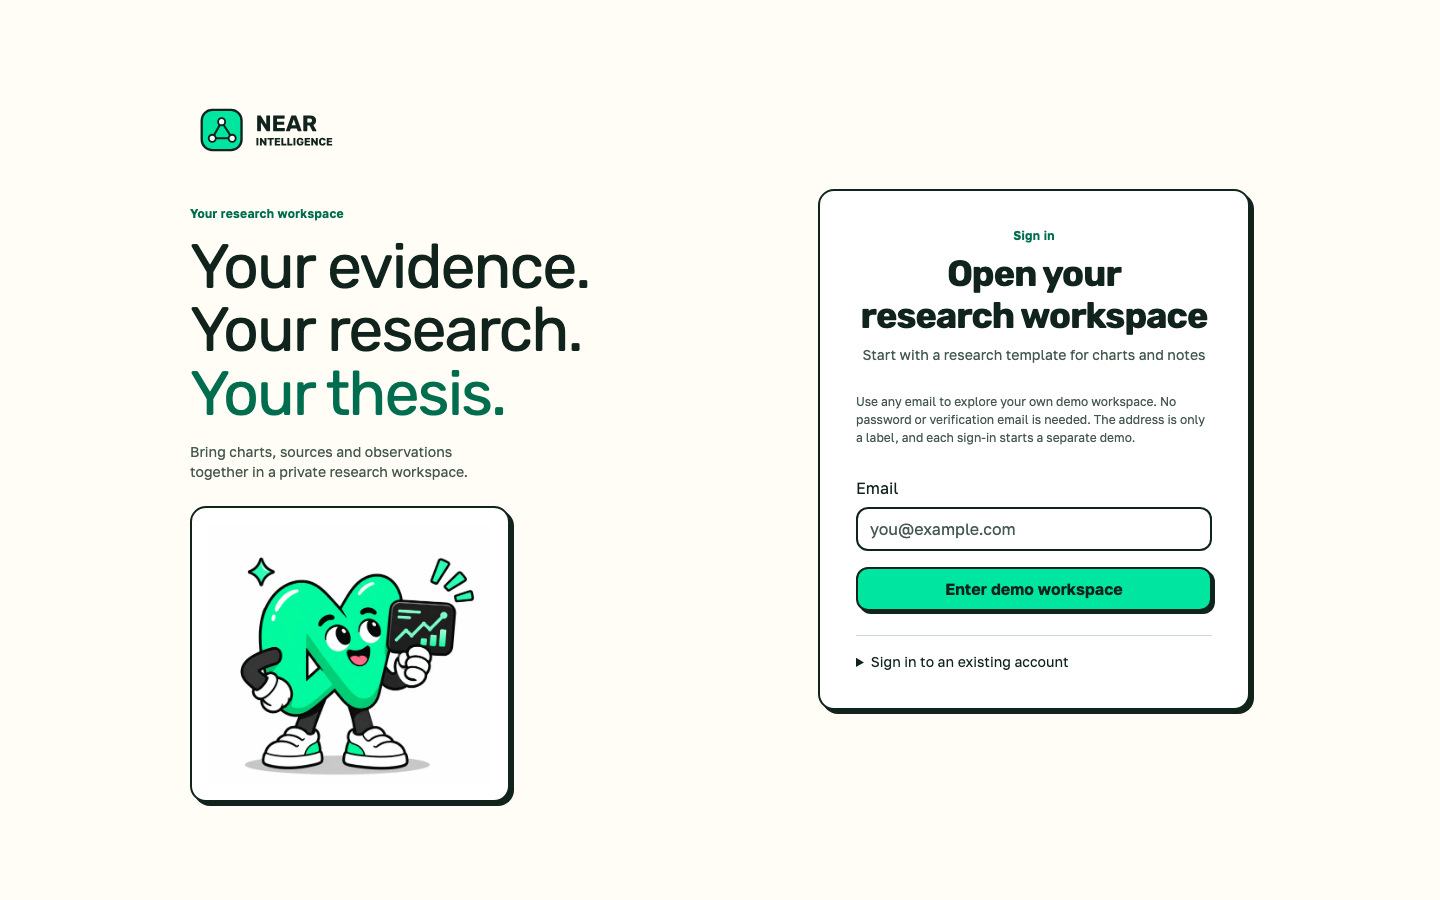 NEAR
INTELLIGENCE
Your research workspace
Your evidence.
Your research.
Your thesis.
Bring charts, sources and observations
together in a private research workspace.
Sign in
Open your
research workspace
Start with a research template for charts and notes
Use any email to explore your own demo workspace. No
password or verification email is needed. The address is only
a label, and each sign-in starts a separate demo.
Email
you@example.com
Enter demo workspace
Sign in to an existing account